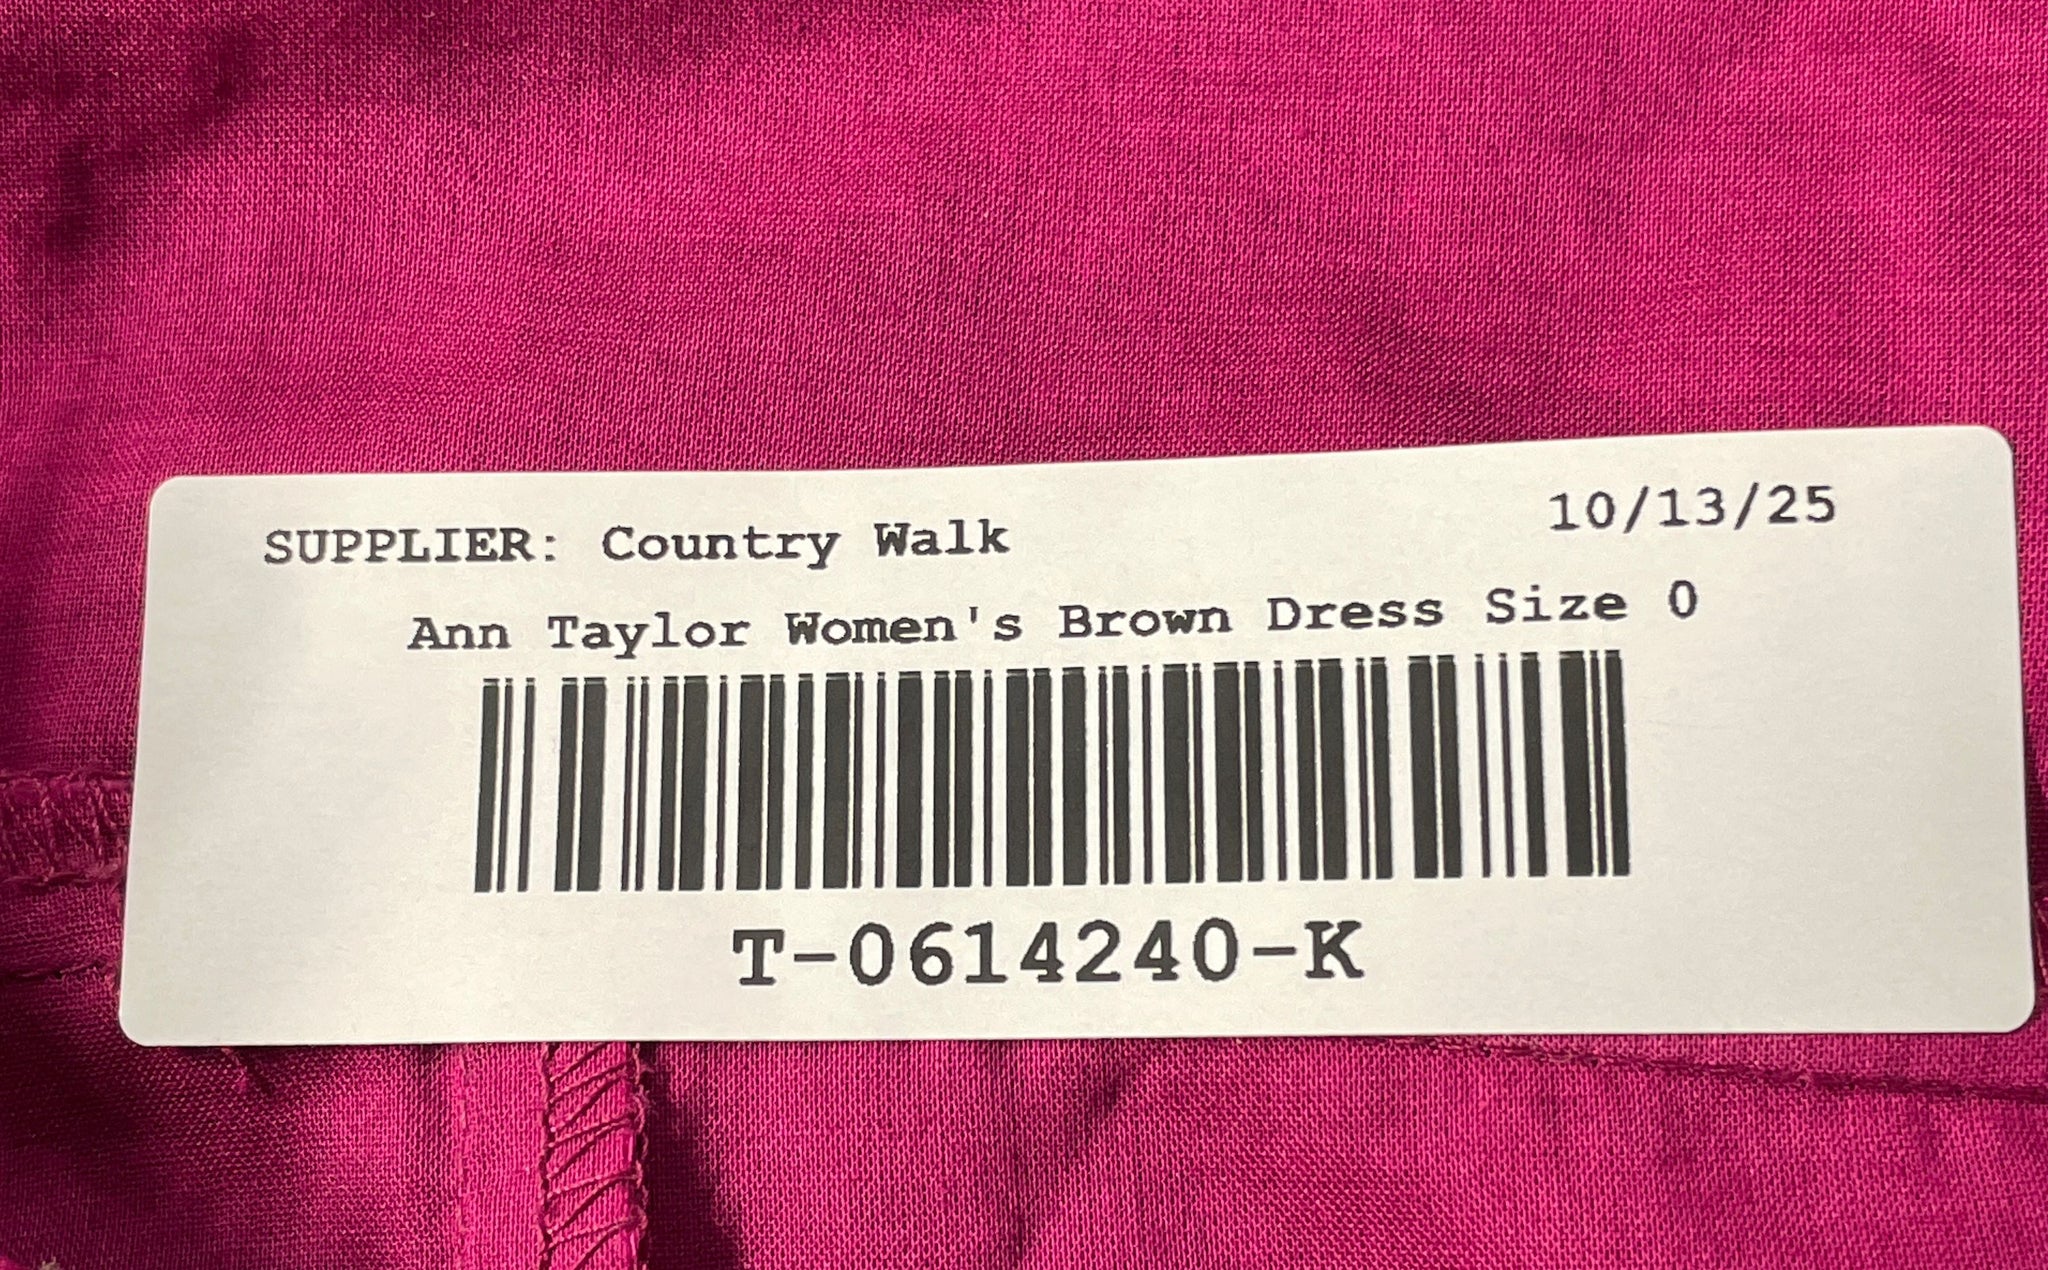 SUPPLIER: Country Walk 10/13/25
Ann Taylor Women's Brown Dress Size 0
T-0614240-K